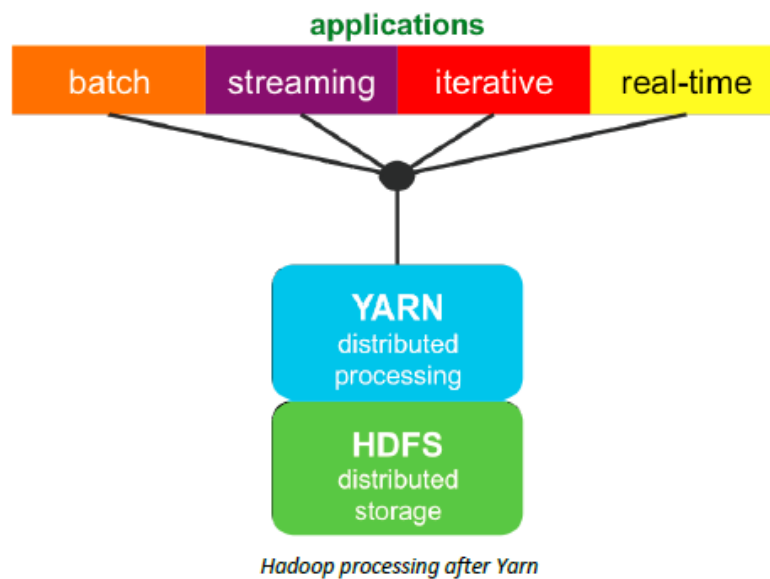 applications
batch streaming iterative real-time
YARN
distributed
processing
HDFS
distributed
storage
Hadoop processing after Yarn